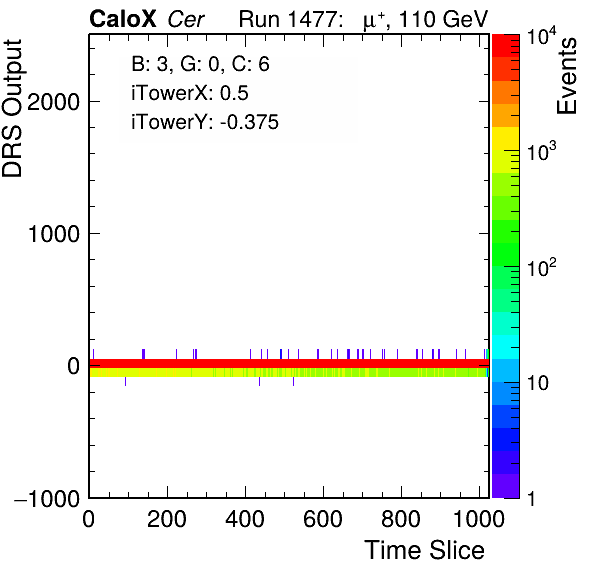 CaloX Cer Run 1477: μ⁺, 110 GeV
B: 3, G: 0, C: 6
iTowerX: 0.5
iTowerY: -0.375
DRS Output
2000
1000
0
−1000
0 200 400 600 800 1000
Time Slice
Events
10⁴
10³
10²
10
1